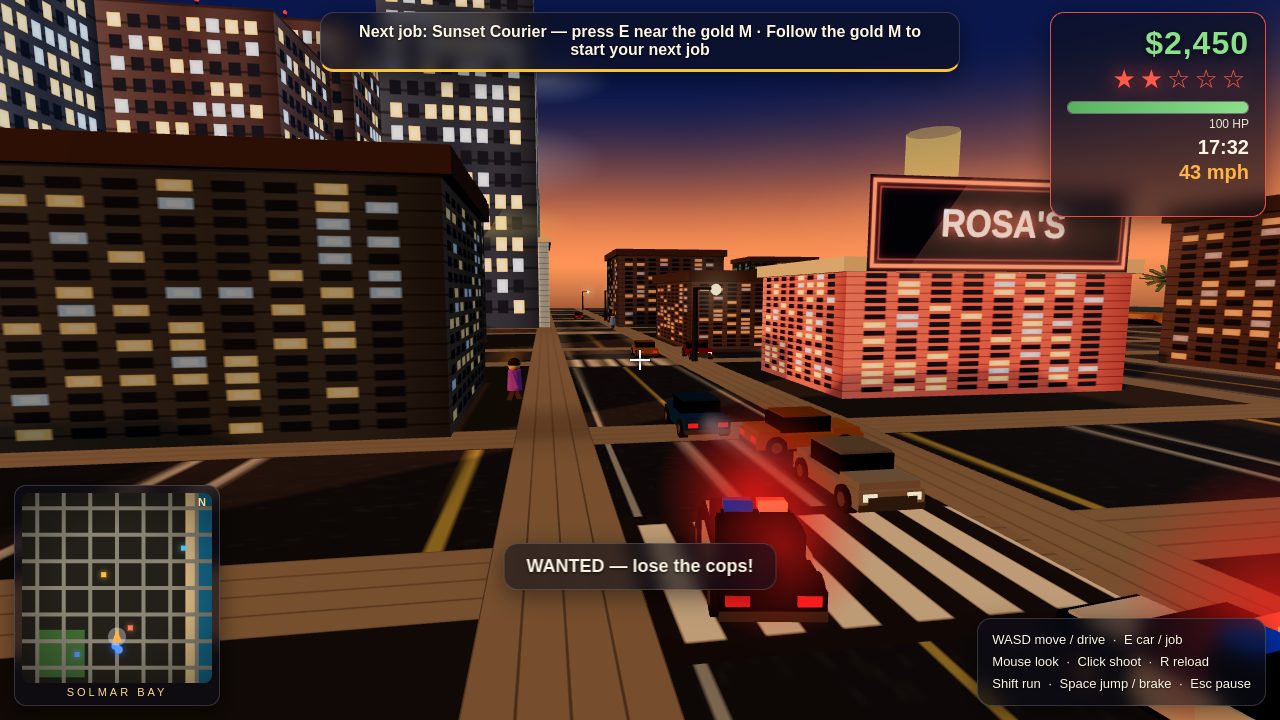 Next job: Sunset Courier — press E near the gold M · Follow the gold M to
start your next job
$2,450
100 HP
17:32
43 mph
ROSA'S
WANTED — lose the cops!
N
SOLMAR BAY
WASD move / drive · E car / job
Mouse look · Click shoot · R reload
Shift run · Space jump / brake · Esc pause